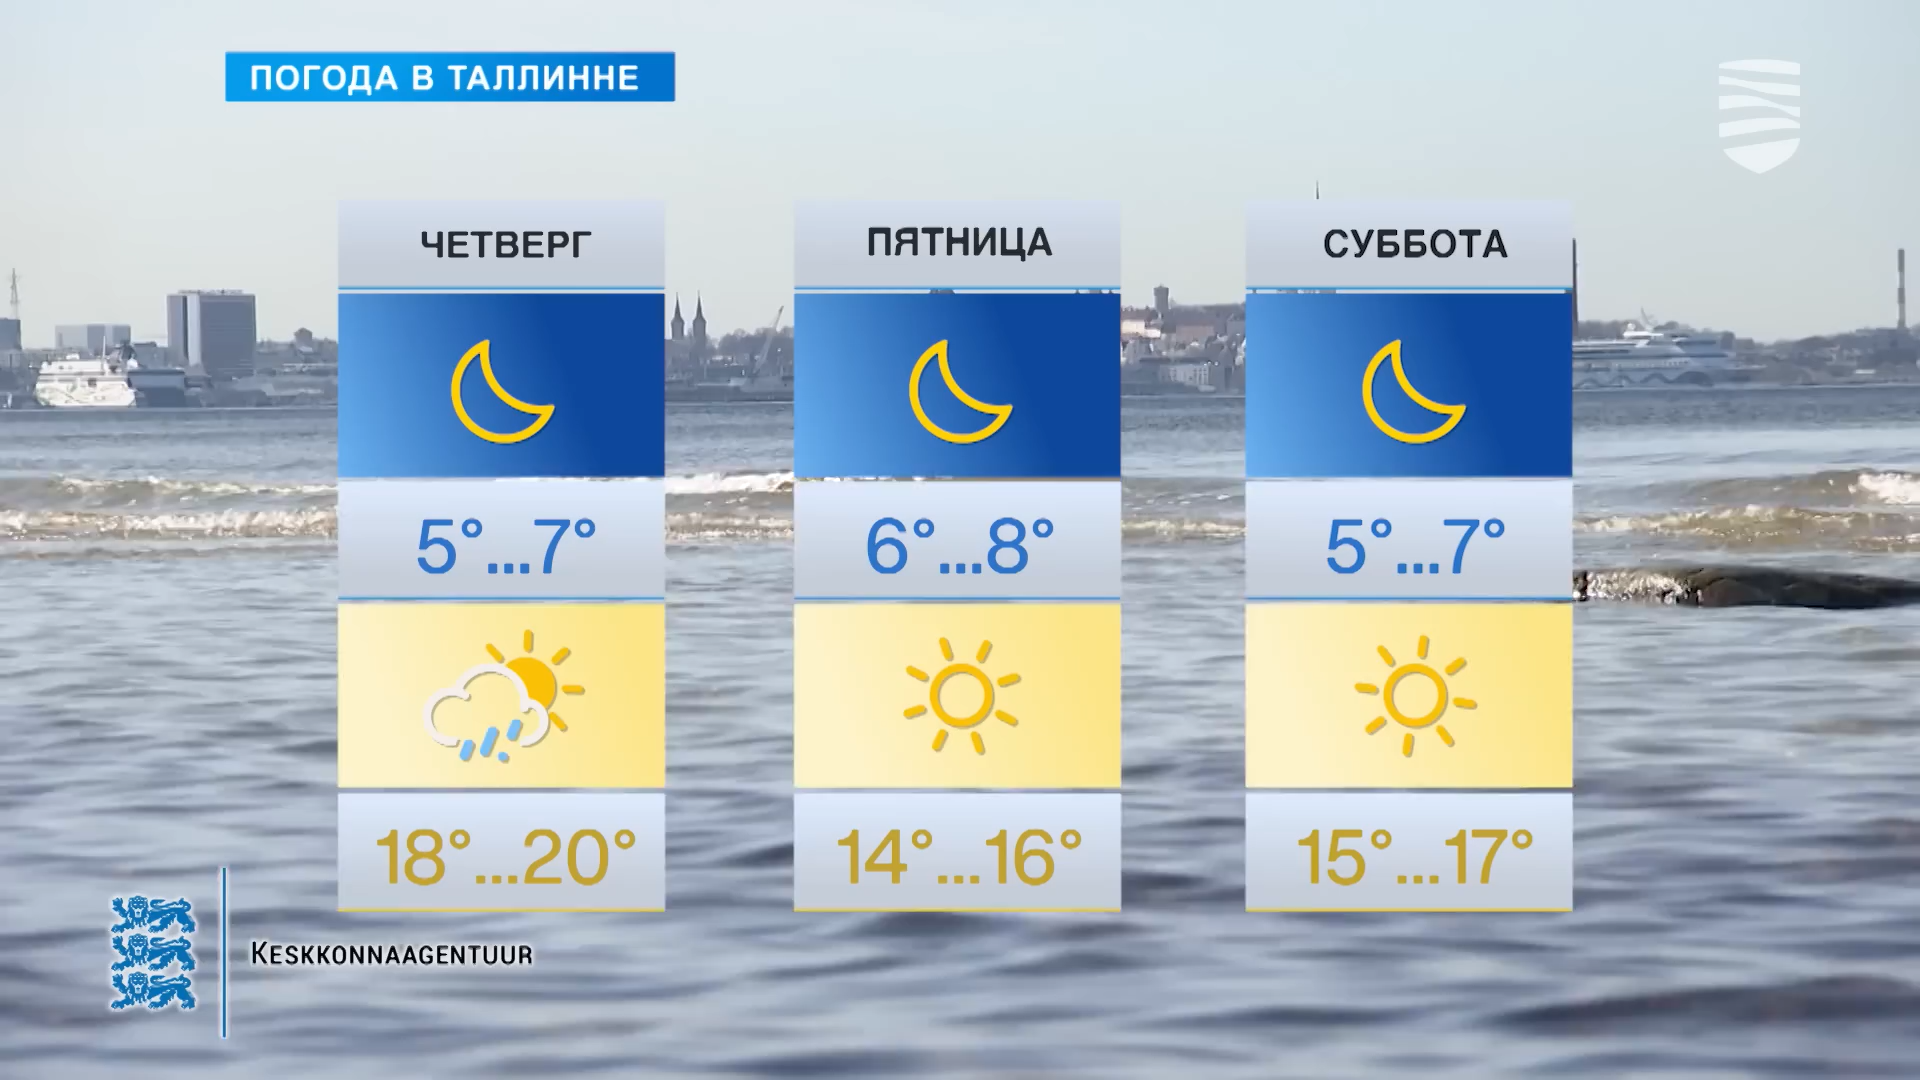 ПОГОДА В ТАЛЛИННЕ
ЧЕТВЕРГ
5°...7°
18°...20°
ПЯТНИЦА
6°...8°
14°...16°
СУББОТА
5°...7°
15°...17°
KESKKONNAAGENTUUR